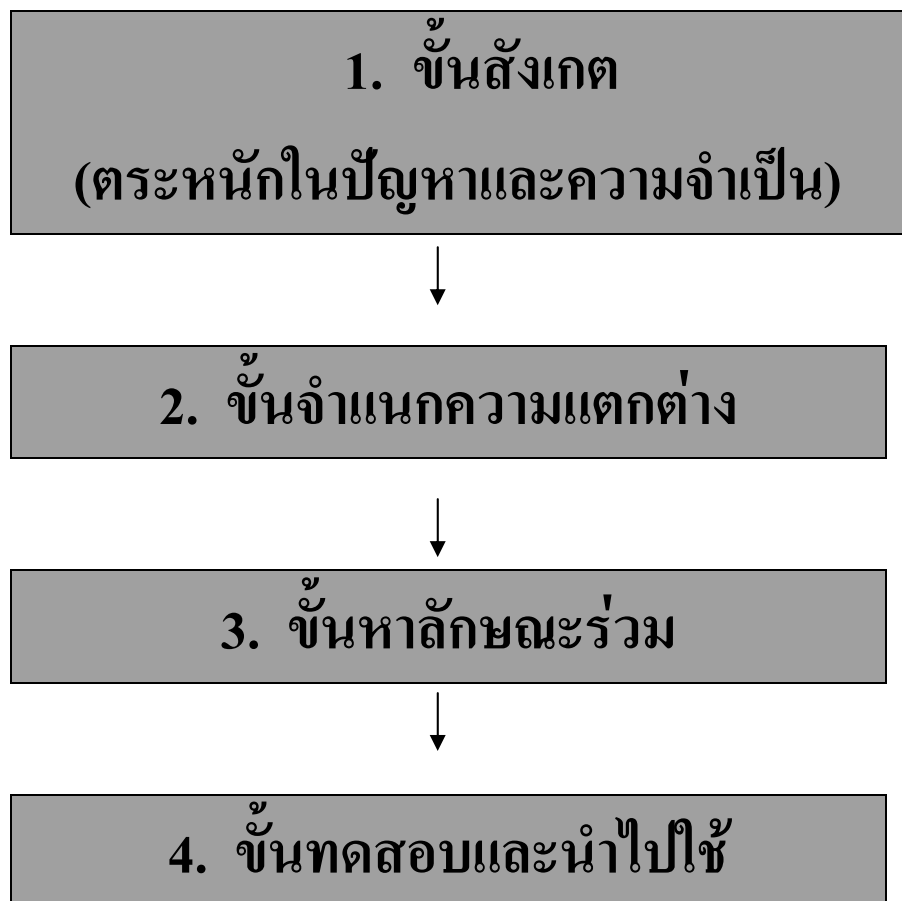 1. ขั้นสังเกต
(ตระหนักในปัญหาและความจำเป็น)
2. ขั้นจำแนกความแตกต่าง
3. ขั้นหาลักษณะร่วม
4. ขั้นทดสอบและนำไปใช้